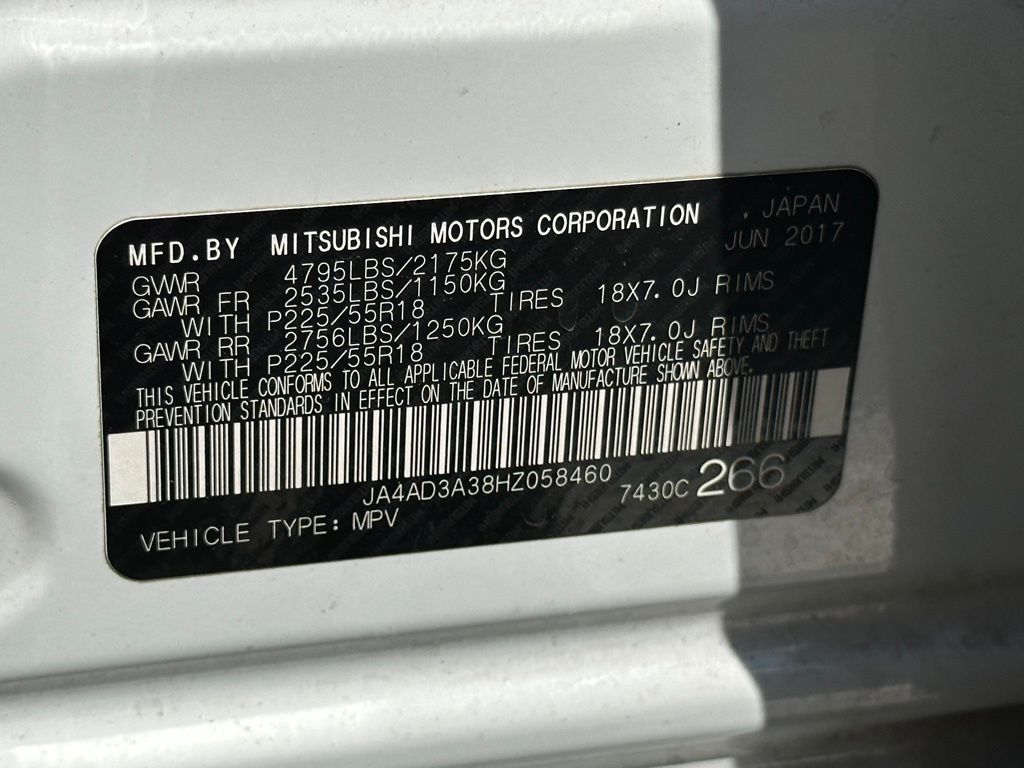 MFD.BY MITSUBISHI MOTORS CORPORATION, JAPAN
JUN 2017
GVWR 4795LBS/2175KG
GAWR FR 2535LBS/1150KG
WITH P225/55R18 TIRES 18X7.0J RIMS
GAWR RR 2756LBS/1250KG
WITH P225/55R18 TIRES 18X7.0J RIMS
THIS VEHICLE CONFORMS TO ALL APPLICABLE FEDERAL MOTOR VEHICLE SAFETY AND THEFT
PREVENTION STANDARDS IN EFFECT ON THE DATE OF MANUFACTURE SHOWN ABOVE.
JA4AD3A38HZ058460 7430C 266
VEHICLE TYPE: MPV